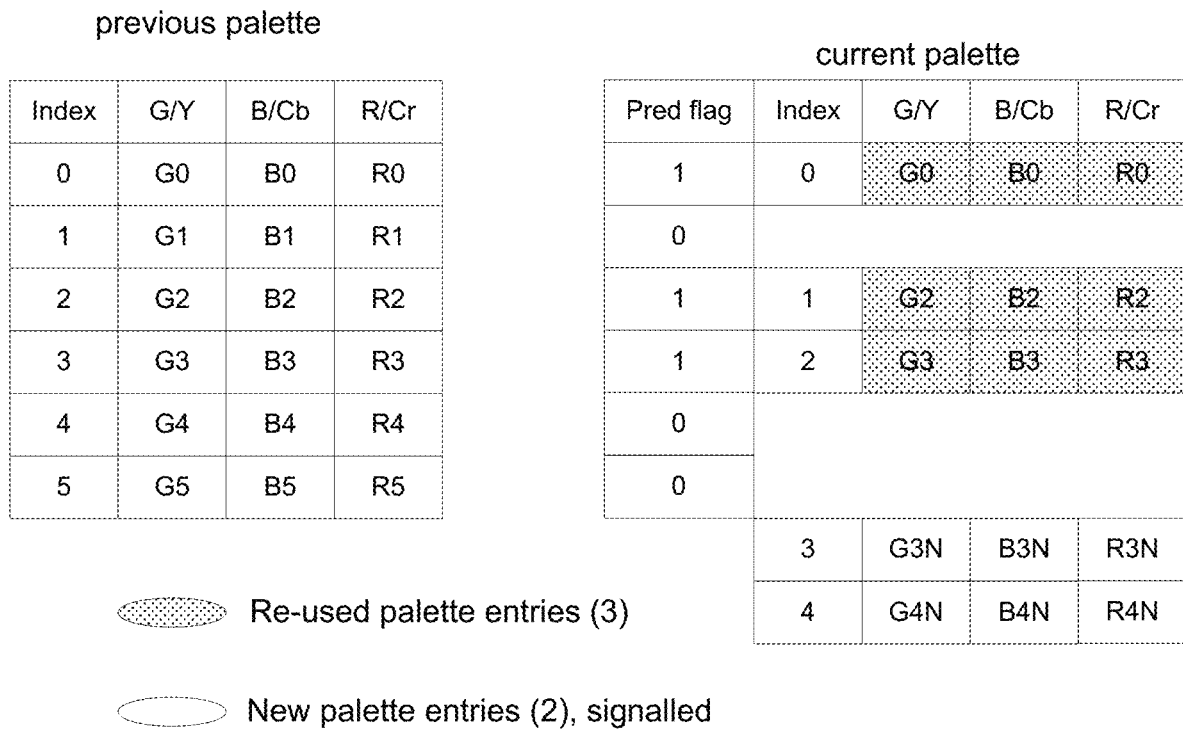 previous palette
Index G/Y B/Cb R/Cr
0 G0 B0 R0
1 G1 B1 R1
2 G2 B2 R2
3 G3 B3 R3
4 G4 B4 R4
5 G5 B5 R5
current palette
Pred flag Index G/Y B/Cb R/Cr
1 0 G0 B0 R0
0
1 1 G2 B2 R2
1 2 G3 B3 R3
0
0
3 G3N B3N R3N
4 G4N B4N R4N
Re-used palette entries (3)
New palette entries (2), signalled